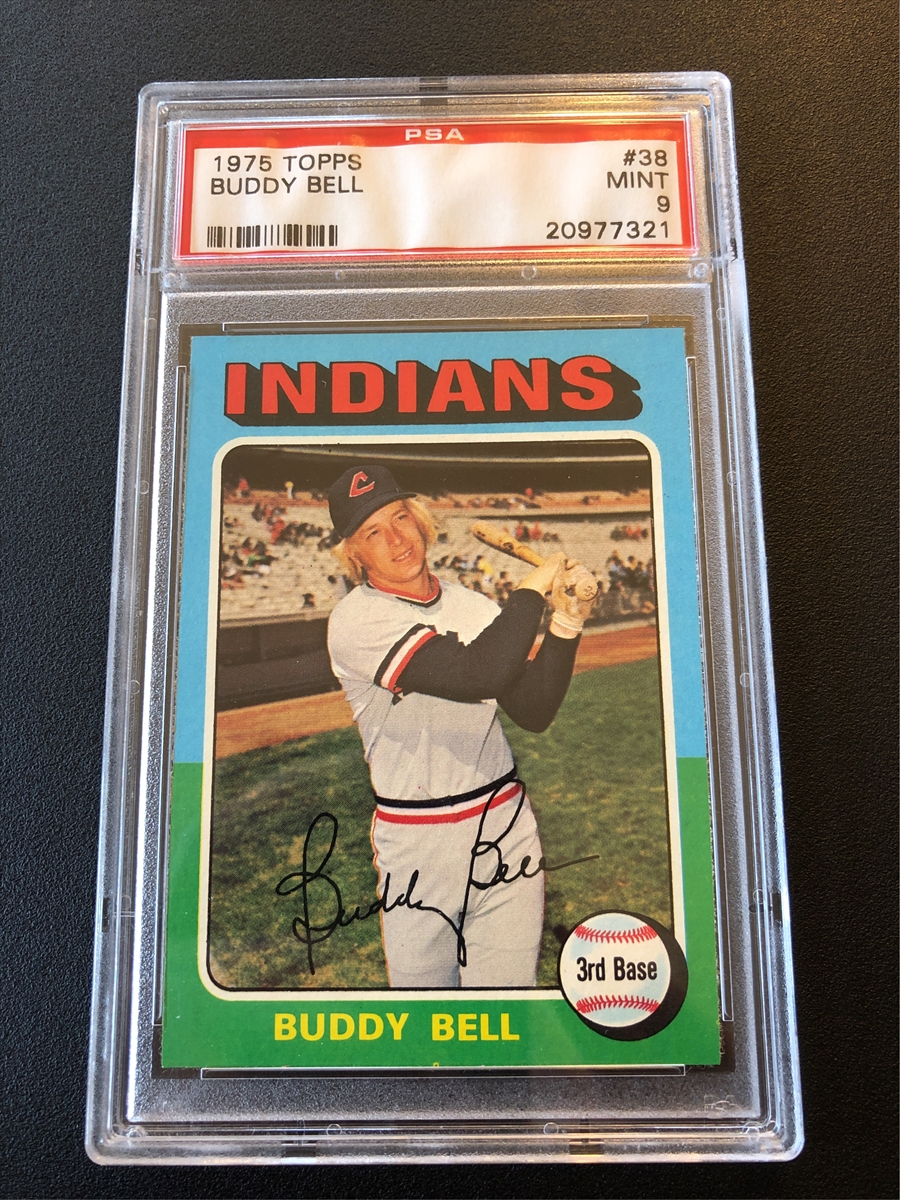 PSA
1975 TOPPS #38
BUDDY BELL MINT
9
20977321
INDIANS
C
Buddy Bell
3rd Base
BUDDY BELL